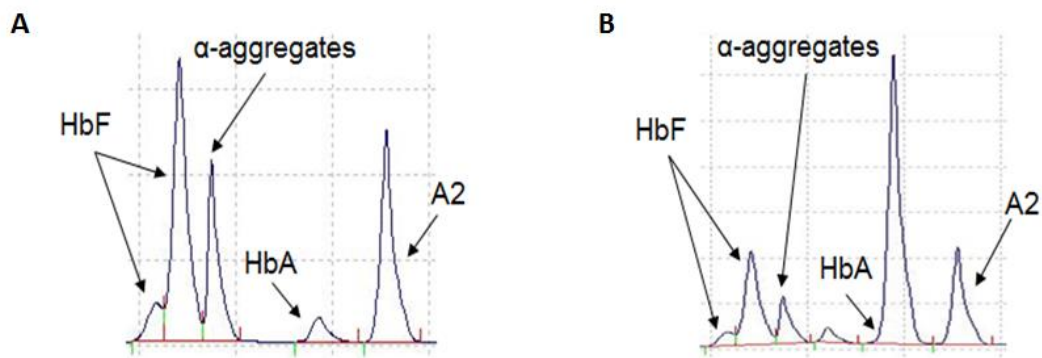 A
α-aggregates
HbF
HbA
A2
B
α-aggregates
HbF
HbA
A2